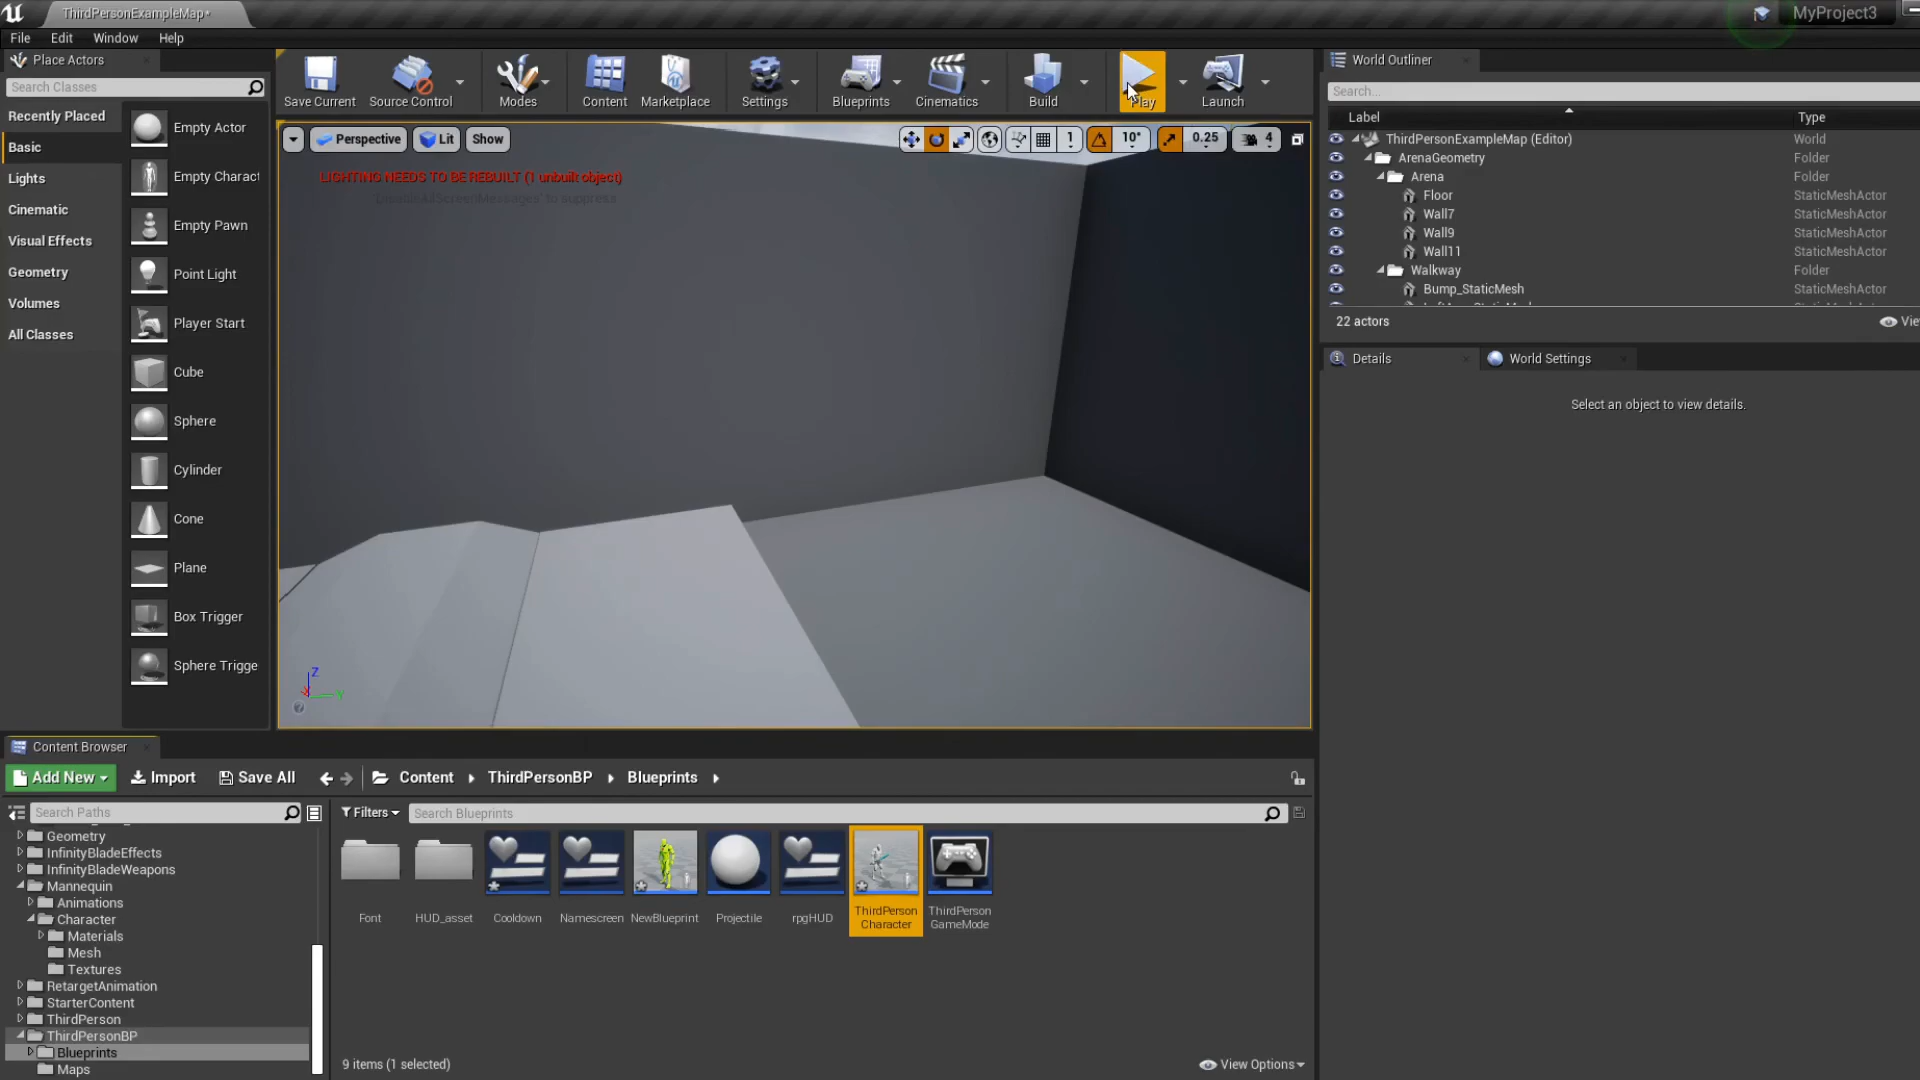 ThirdPersonExampleMap*
MyProject3
File Edit Window Help
Place Actors
Search Classes
Recently Placed
Basic
Lights
Cinematic
Visual Effects
Geometry
Volumes
All Classes
Empty Actor
Empty Charact
Empty Pawn
Point Light
Player Start
Cube
Sphere
Cylinder
Cone
Plane
Box Trigger
Sphere Trigge
Save Current
Source Control
Modes
Content
Marketplace
Settings
Blueprints
Cinematics
Build
Play
Launch
Perspective
Lit
Show
1
10°
0.25
4
LIGHTING NEEDS TO BE REBUILT (1 unbuilt object)
'DisableAllScreenMessages' to suppress
Z
X
Y
World Outliner
Search...
Label Type
ThirdPersonExampleMap (Editor) World
ArenaGeometry Folder
Arena Folder
Floor StaticMeshActor
Wall7 StaticMeshActor
Wall9 StaticMeshActor
Wall11 StaticMeshActor
Walkway Folder
Bump_StaticMesh StaticMeshActor
22 actors
Vie
Details
World Settings
Select an object to view details.
Content Browser
Add New
Import
Save All
Content
ThirdPersonBP
Blueprints
Search Paths
Geometry
InfinityBladeEffects
InfinityBladeWeapons
Mannequin
Animations
Character
Materials
Mesh
Textures
RetargetAnimation
StarterContent
ThirdPerson
ThirdPersonBP
Blueprints
Maps
Filters
Search Blueprints
Font
HUD_asset
Cooldown
Namescreen
NewBlueprint
Projectile
rpgHUD
ThirdPerson
Character
ThirdPerson
GameMode
9 items (1 selected)
View Options